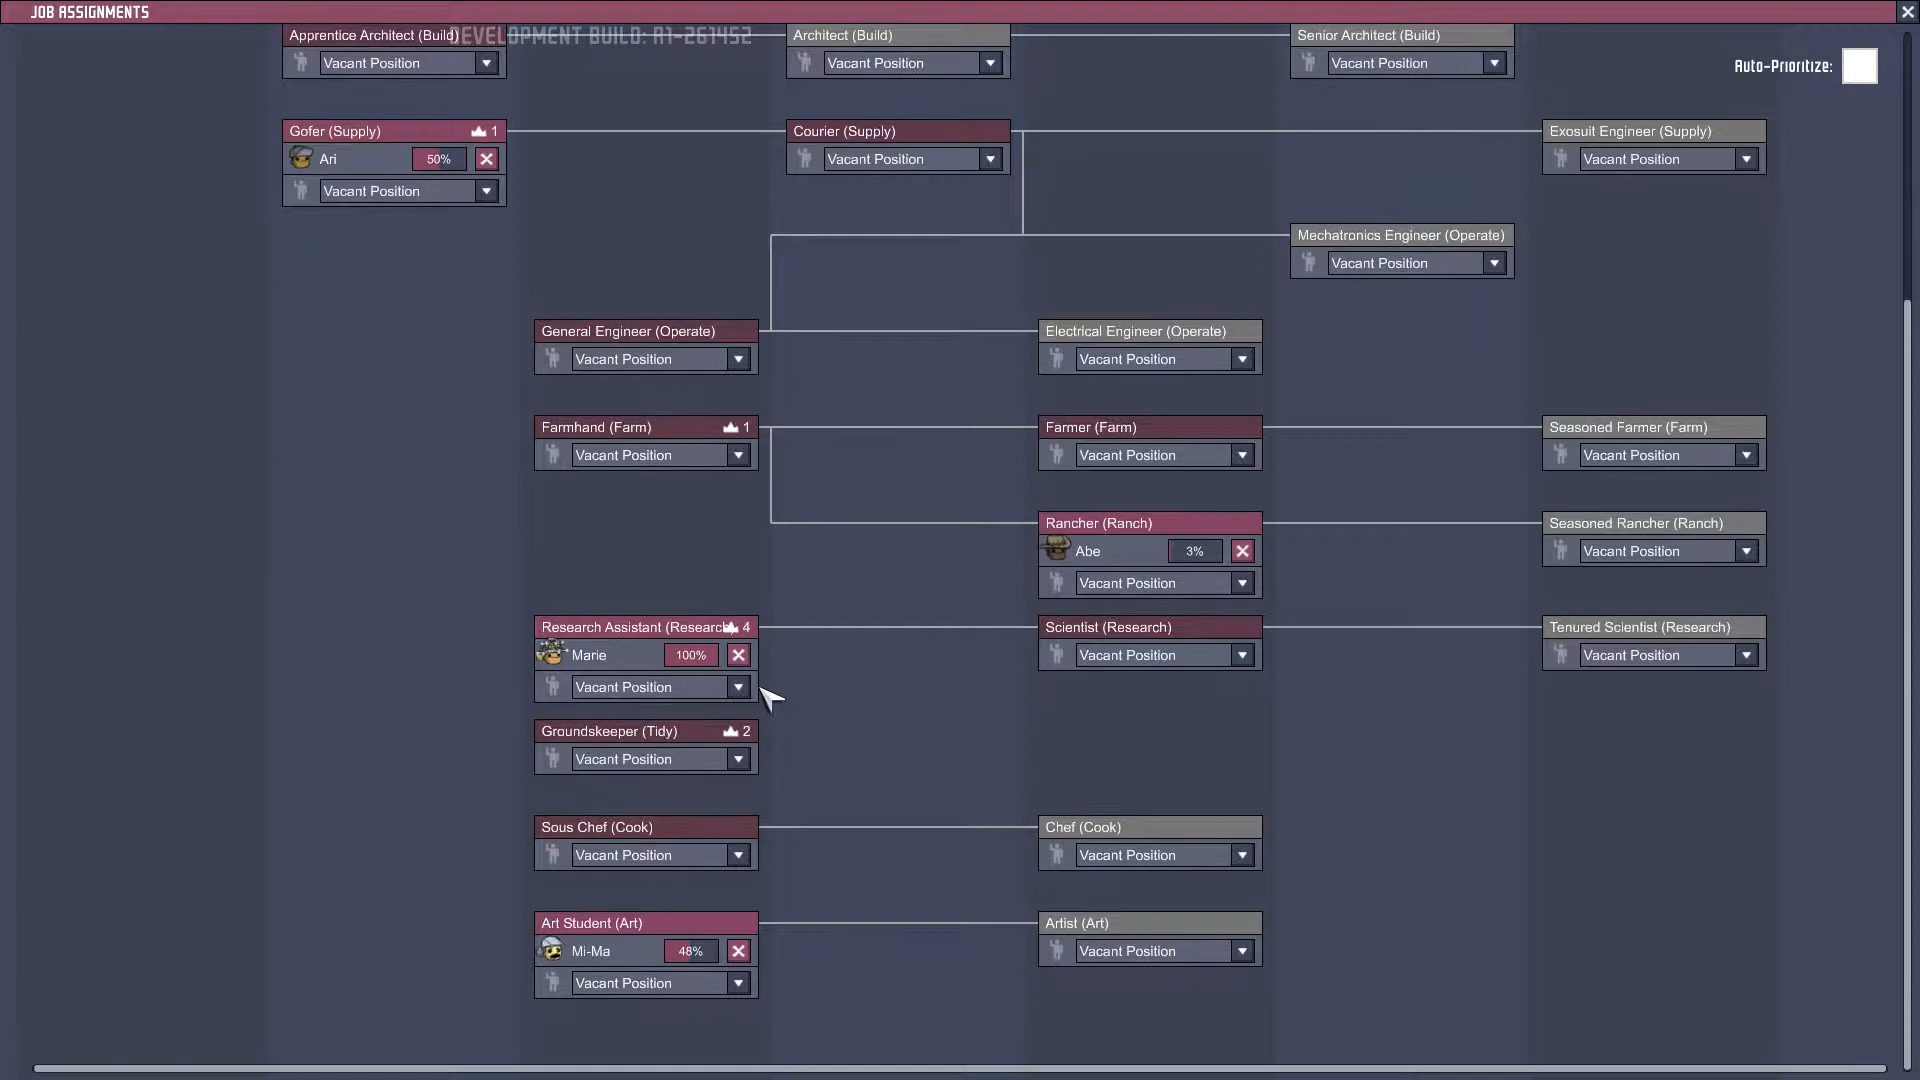 JOB ASSIGNMENTS
DEVELOPMENT BUILD: A1-261452
Apprentice Architect (Build)
Vacant Position
Architect (Build)
Vacant Position
Senior Architect (Build)
Vacant Position
Auto-Prioritize:
Gofer (Supply) 1
Ari 50%
Vacant Position
Courier (Supply)
Vacant Position
Exosuit Engineer (Supply)
Vacant Position
Mechatronics Engineer (Operate)
Vacant Position
General Engineer (Operate)
Vacant Position
Electrical Engineer (Operate)
Vacant Position
Farmhand (Farm) 1
Vacant Position
Farmer (Farm)
Vacant Position
Seasoned Farmer (Farm)
Vacant Position
Rancher (Ranch)
Abe 3%
Vacant Position
Seasoned Rancher (Ranch)
Vacant Position
Research Assistant (Research 4
Marie 100%
Vacant Position
Scientist (Research)
Vacant Position
Tenured Scientist (Research)
Vacant Position
Groundskeeper (Tidy) 2
Vacant Position
Sous Chef (Cook)
Vacant Position
Chef (Cook)
Vacant Position
Art Student (Art)
Mi-Ma 48%
Vacant Position
Artist (Art)
Vacant Position